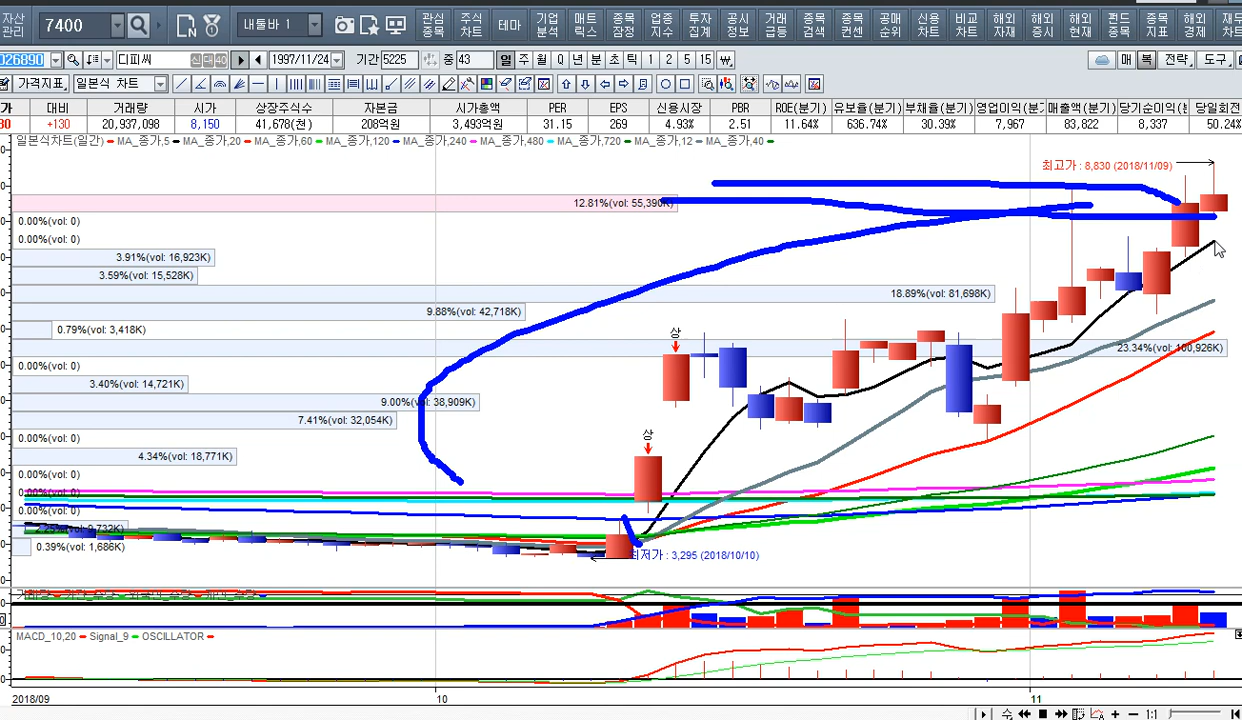 자산 관리 7400 내툴바 1 관심 종목 주식 차트 테마 기업 분석 매트릭스 종목 잠정 업종 지수 투자 집계 공시 정보 거래 급등 종목 검색 종목 컨센 공매 순위 신용 차트 비교 차트 해외 자재 해외 증시 해외 현재 펀드 종목 종목 지표 해외 경제
026890 디피씨 신 대 40 1997/11/24 기간 5225 중 43 일 주 월 Q 년 분 초 틱 1 2 5 15 매 복 전략 도구
가격지표 일본식 차트
가 대비 거래량 시가 상장주식수 자본금 시가총액 PER EPS 신용시장 PBR ROE(분기) 유보율(분기) 부채율(분기) 영업이익(분기) 매출액(분기) 당기순이익( 당일회전
30 +130 20,937,098 8,150 41,678(천) 208억원 3,493억원 31.15 269 4.93% 2.51 11.64% 636.74% 30.39% 7,967 83,822 8,337 50.24%
일본식차트(일간) MA_종가,5 MA_종가,20 MA_종가,60 MA_종가,120 MA_종가,240 MA_종가,480 MA_종가,720 MA_종가,12 MA_종가,40
최고가 : 8,830 (2018/11/09)
12.81%(vol: 55,390K)
0.00%(vol: 0)
0.00%(vol: 0)
3.91%(vol: 16,923K)
3.59%(vol: 15,528K)
18.89%(vol: 81,698K)
9.88%(vol: 42,718K)
0.79%(vol: 3,418K)
상
23.34%(vol: 100,926K)
0.00%(vol: 0)
3.40%(vol: 14,721K)
9.00%(vol: 38,909K)
7.41%(vol: 32,054K)
0.00%(vol: 0)
상
4.34%(vol: 18,771K)
0.00%(vol: 0)
0.00%(vol: 0)
0.00%(vol: 0)
2.25%(vol: 9,732K)
0.39%(vol: 1,686K)
최저가 : 3,295 (2018/10/10)
MACD_10,20 Signal_9 OSCILLATOR
2018/09 10 11
수 1:1